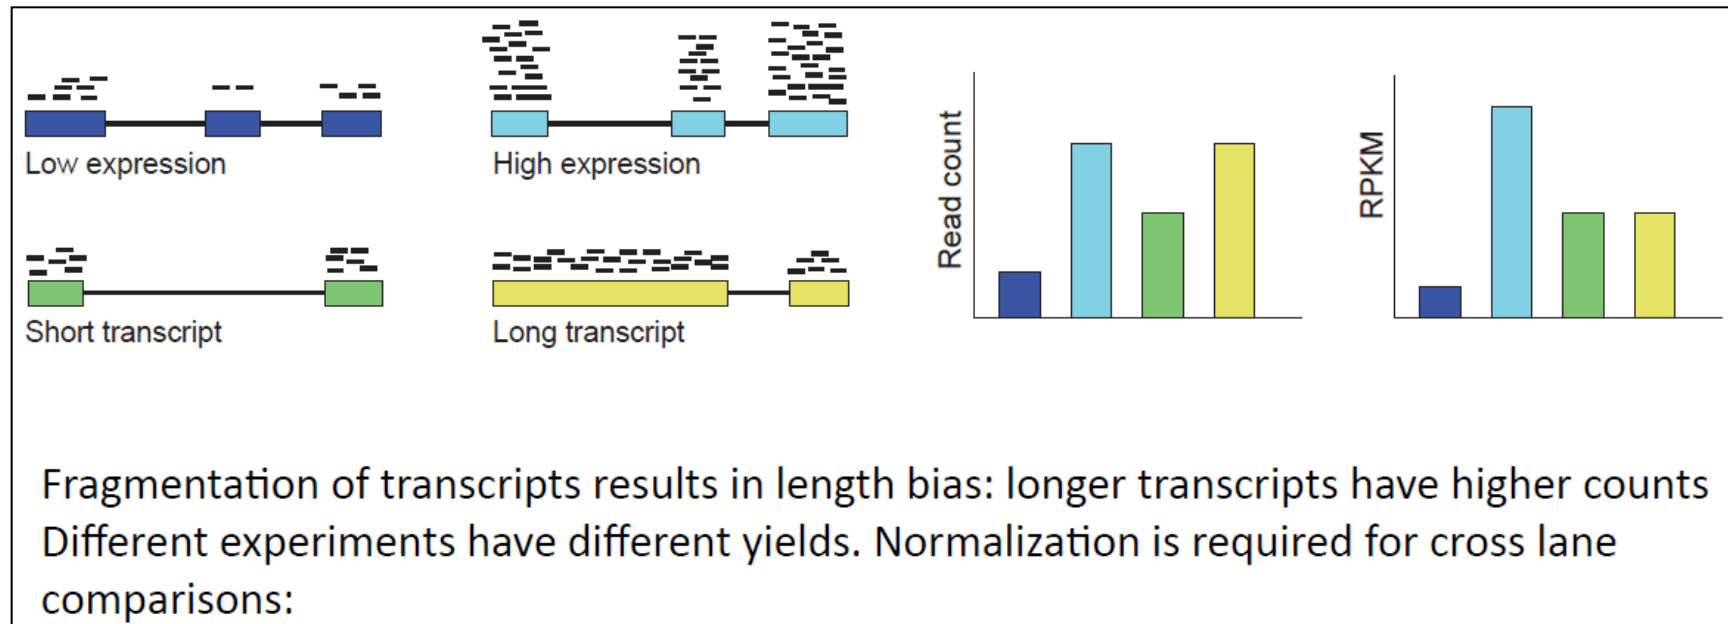 Low expression
High expression
Short transcript
Long transcript
Read count
RPKM
Fragmentation of transcripts results in length bias: longer transcripts have higher counts
Different experiments have different yields. Normalization is required for cross lane
comparisons: